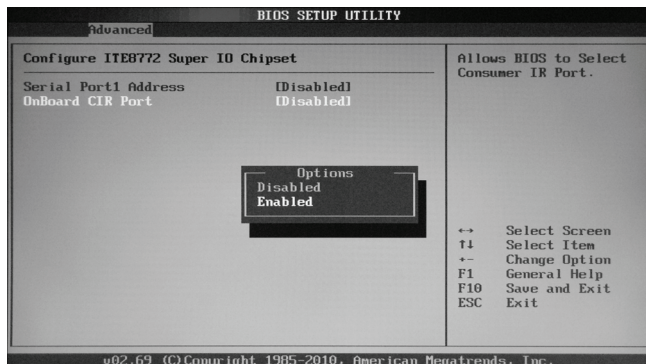 BIOS SETUP UTILITY
Advanced
Configure ITE8772 Super IO Chipset
Serial Port1 Address [Disabled]
OnBoard CIR Port [Disabled]
Options
Disabled
Enabled
Allows BIOS to Select
Consumer IR Port.
↔ Select Screen
↑↓ Select Item
+- Change Option
F1 General Help
F10 Save and Exit
ESC Exit
v02.69 (C)Copyright 1985-2010, American Megatrends, Inc.